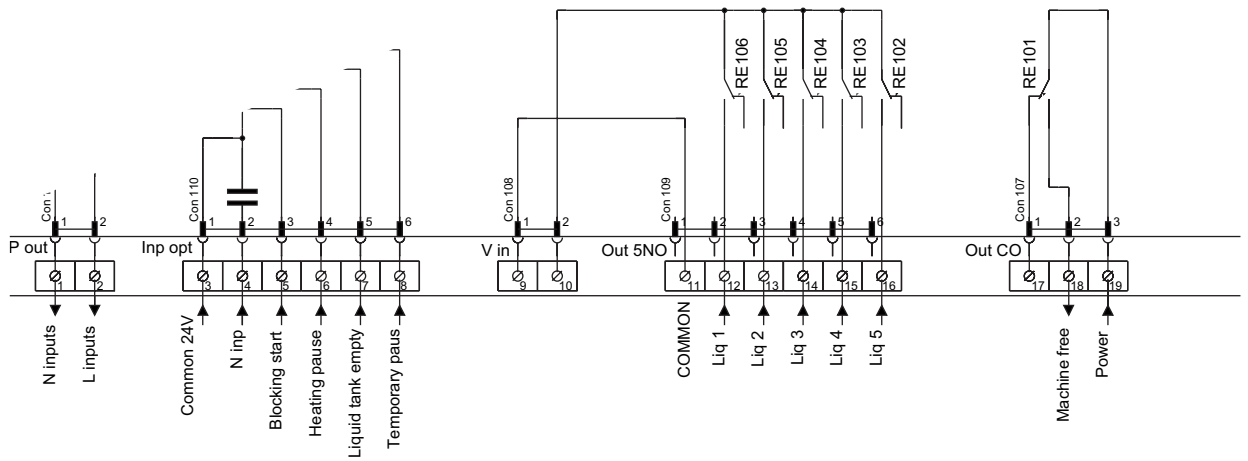 RE106
RE105
RE104
RE103
RE102
RE101
Con 110
Con 108
Con 109
Con 107
1 2
1 2 3 4 5 6
1 2
1 2 3 4 5 6
1 2 3
P out
Inp opt
V in
Out 5NO
Out CO
1 2
3 4 5 6 7 8
9 10
11 12 13 14 15 16
17 18 19
N inputs
L inputs
Common 24V
N inp
Blocking start
Heating pause
Liquid tank empty
Temporary paus
COMMON
Liq 1
Liq 2
Liq 3
Liq 4
Liq 5
Machine free
Power